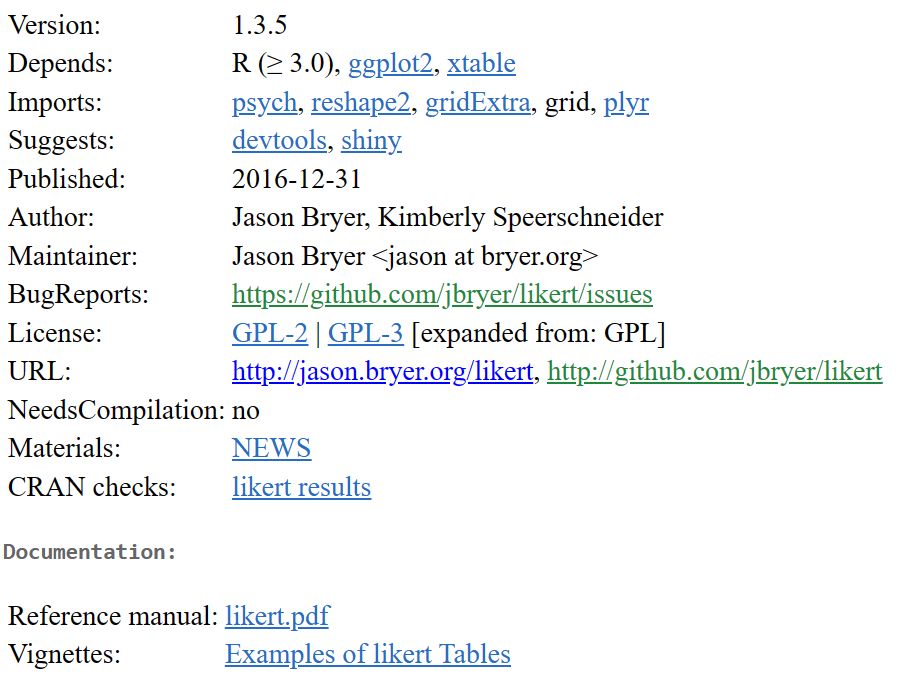 Version: 1.3.5
Depends: R (≥ 3.0), ggplot2, xtable
Imports: psych, reshape2, gridExtra, grid, plyr
Suggests: devtools, shiny
Published: 2016-12-31
Author: Jason Bryer, Kimberly Speerschneider
Maintainer: Jason Bryer <jason at bryer.org>
BugReports: https://github.com/jbryer/likert/issues
License: GPL-2 | GPL-3 [expanded from: GPL]
URL: http://jason.bryer.org/likert, http://github.com/jbryer/likert
NeedsCompilation: no
Materials: NEWS
CRAN checks: likert results
Documentation:
Reference manual: likert.pdf
Vignettes: Examples of likert Tables